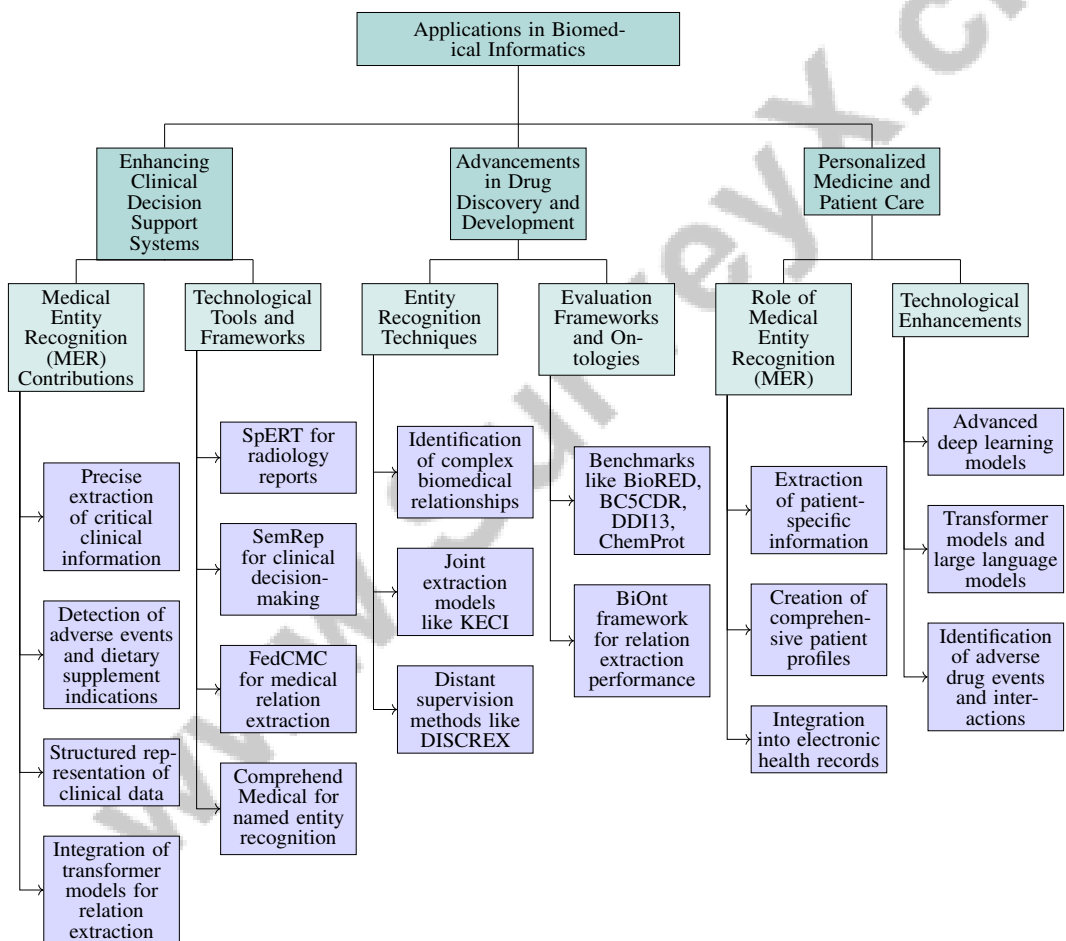 Applications in Biomed-
ical Informatics
Enhancing
Clinical
Decision
Support
Systems
Advancements
in Drug
Discovery and
Development
Personalized
Medicine and
Patient Care
Medical
Entity
Recognition
(MER)
Contributions
Technological
Tools and
Frameworks
Entity
Recognition
Techniques
Evaluation
Frameworks
and On-
tologies
Role of
Medical
Entity
Recognition
(MER)
Technological
Enhancements
Precise
extraction
of critical
clinical
information
Detection of
adverse events
and dietary
supplement
indications
Structured rep-
resentation of
clinical data
Integration of
transformer
models for
relation
extraction
SpERT for
radiology
reports
SemRep
for clinical
decision-
making
FedCMC
for medical
relation
extraction
Comprehend
Medical for
named entity
recognition
Identification
of complex
biomedical
relationships
Joint
extraction
models
like KECI
Distant
supervision
methods like
DISCREX
Benchmarks
like BioRED,
BC5CDR,
DDI13,
ChemProt
BiOnt
framework
for relation
extraction
performance
Extraction
of patient-
specific
information
Creation of
comprehen-
sive patient
profiles
Integration
into electronic
health records
Advanced
deep learning
models
Transformer
models and
large language
models
Identification
of adverse
drug events
and inter-
actions